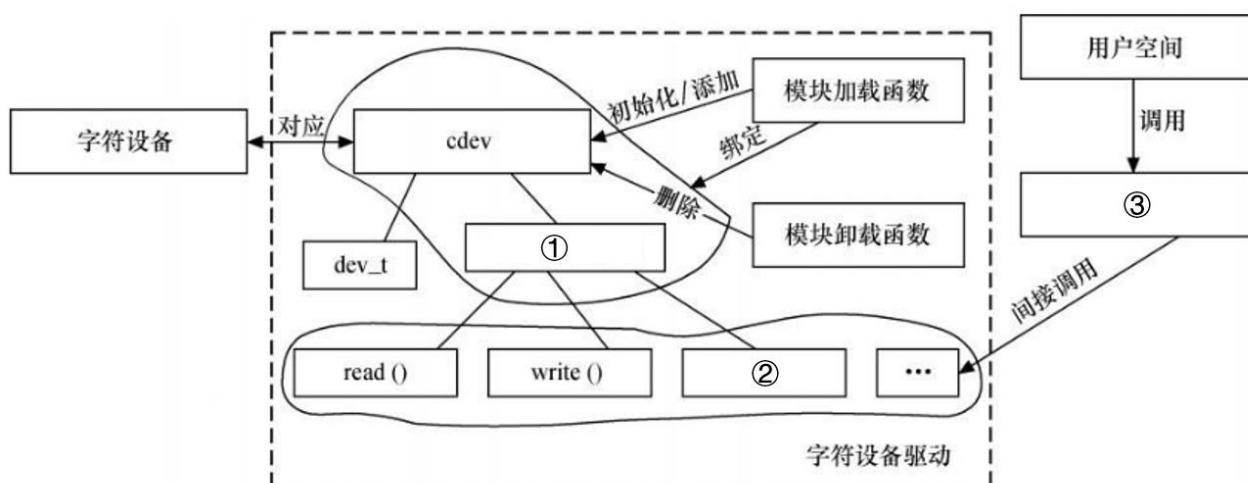 用户空间
模块加载函数
初始化/添加
调用
字符设备
对应
cdev
绑定
删除
③
模块卸载函数
①
dev_t
间接调用
read ()
write ()
②
...
字符设备驱动